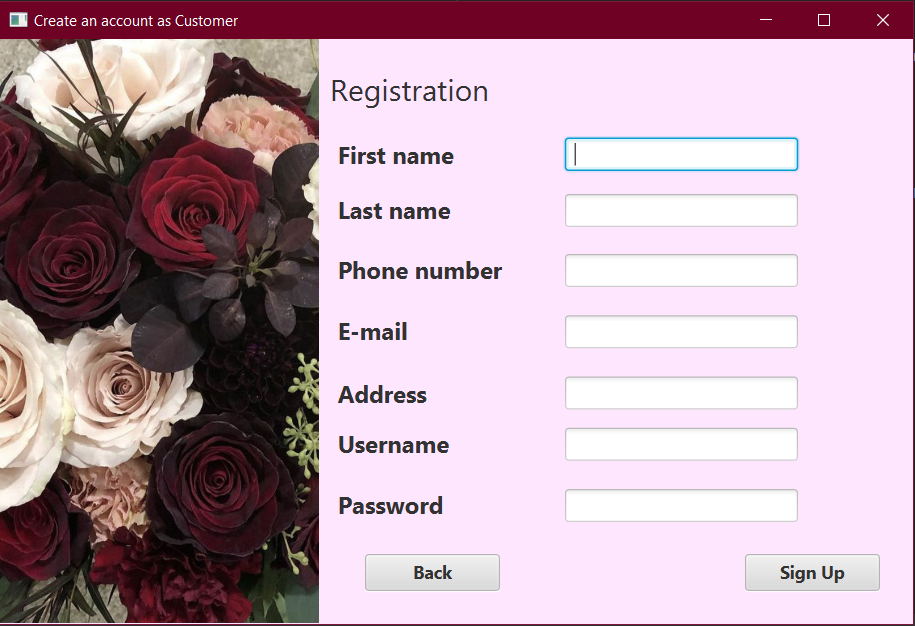 Create an account as Customer
Registration
First name
Last name
Phone number
E-mail
Address
Username
Password
Back
Sign Up